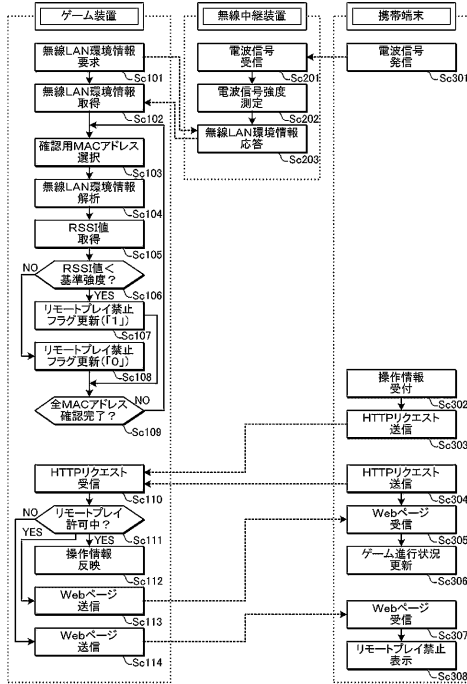 ゲーム装置
無線LAN環境情報
要求
Sc101
無線LAN環境情報
取得
Sc102
確認用MACアドレス
選択
Sc103
無線LAN環境情報
解析
Sc104
RSSI値
取得
Sc105
NO
RSSI値<
基準強度?
Sc106
YES
リモートプレイ禁止
フラグ更新(「1」)
Sc107
リモートプレイ禁止
フラグ更新(「0」)
Sc108
全MACアドレス
確認完了?
NO
Sc109
HTTPリクエスト
受信
Sc110
NO
リモートプレイ
許可中?
Sc111
YES
YES
操作情報
反映
Sc112
Webページ
送信
Sc113
Webページ
送信
Sc114
無線中継装置
電波信号
受信
Sc201
電波信号強度
測定
Sc202
無線LAN環境情報
応答
Sc203
携帯端末
電波信号
発信
Sc301
操作情報
受付
Sc302
HTTPリクエスト
送信
Sc303
HTTPリクエスト
送信
Sc304
Webページ
受信
Sc305
ゲーム進行状況
更新
Sc306
Webページ
受信
Sc307
リモートプレイ禁止
表示
Sc308